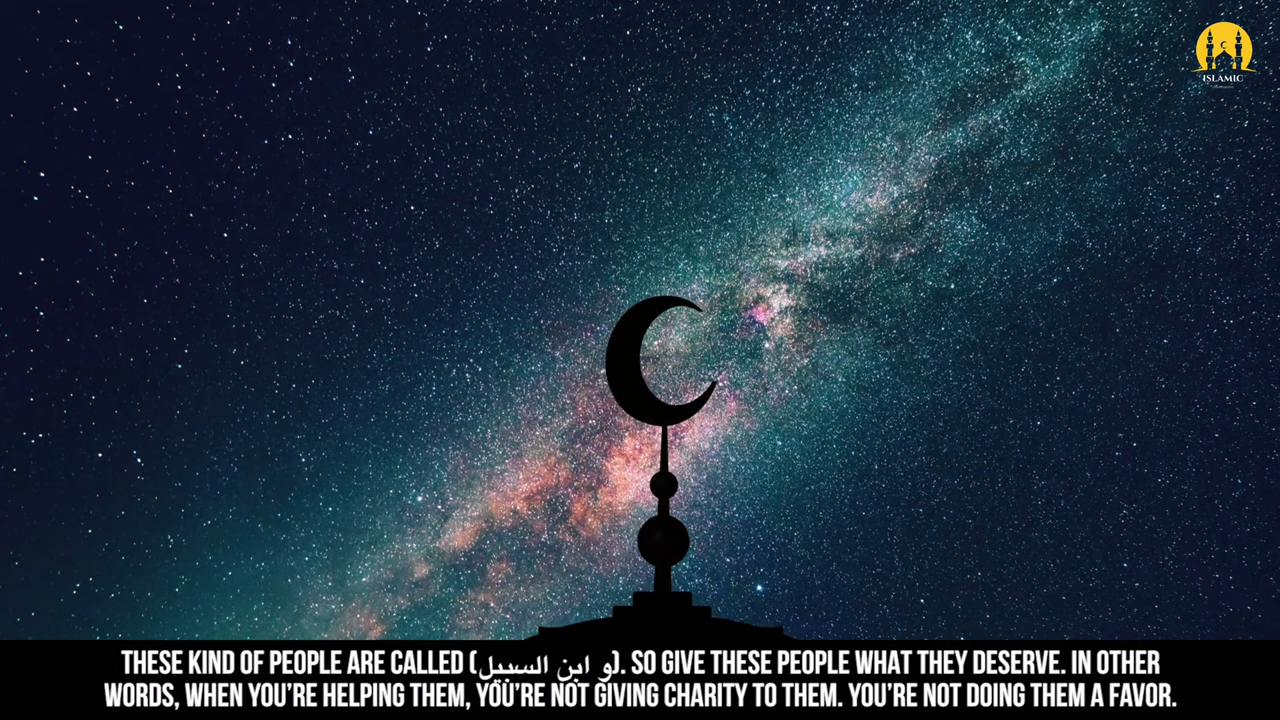 ISLAMIC
THESE KIND OF PEOPLE ARE CALLED (و ابن السبيل). SO GIVE THESE PEOPLE WHAT THEY DESERVE. IN OTHER
WORDS, WHEN YOU'RE HELPING THEM, YOU'RE NOT GIVING CHARITY TO THEM. YOU'RE NOT DOING THEM A FAVOR.